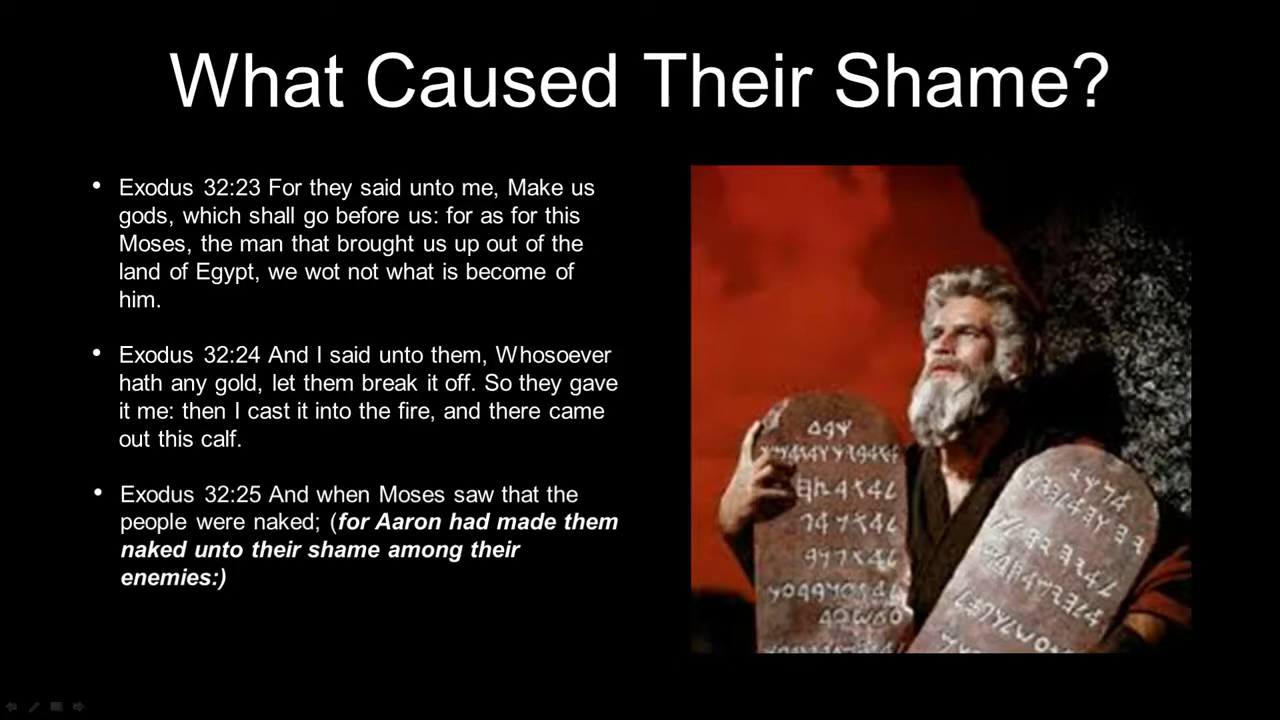 What Caused Their Shame?
• Exodus 32:23 For they said unto me, Make us
gods, which shall go before us: for as for this
Moses, the man that brought us up out of the
land of Egypt, we wot not what is become of
him.
• Exodus 32:24 And I said unto them, Whosoever
hath any gold, let them break it off. So they gave
it me: then I cast it into the fire, and there came
out this calf.
• Exodus 32:25 And when Moses saw that the
people were naked; (for Aaron had made them
naked unto their shame among their
enemies:)